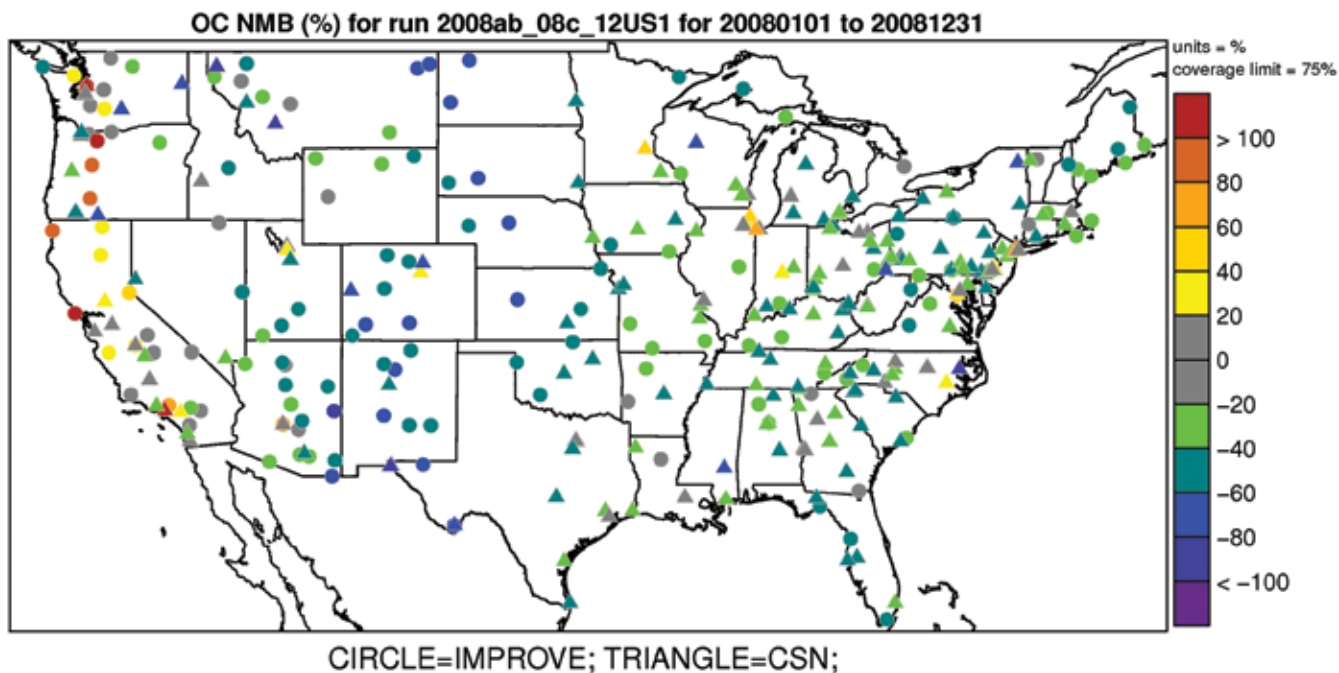 OC NMB (%) for run 2008ab_08c_12US1 for 20080101 to 20081231
units = %
coverage limit = 75%
> 100
80
60
40
20
0
−20
−40
−60
−80
< −100
CIRCLE=IMPROVE; TRIANGLE=CSN;